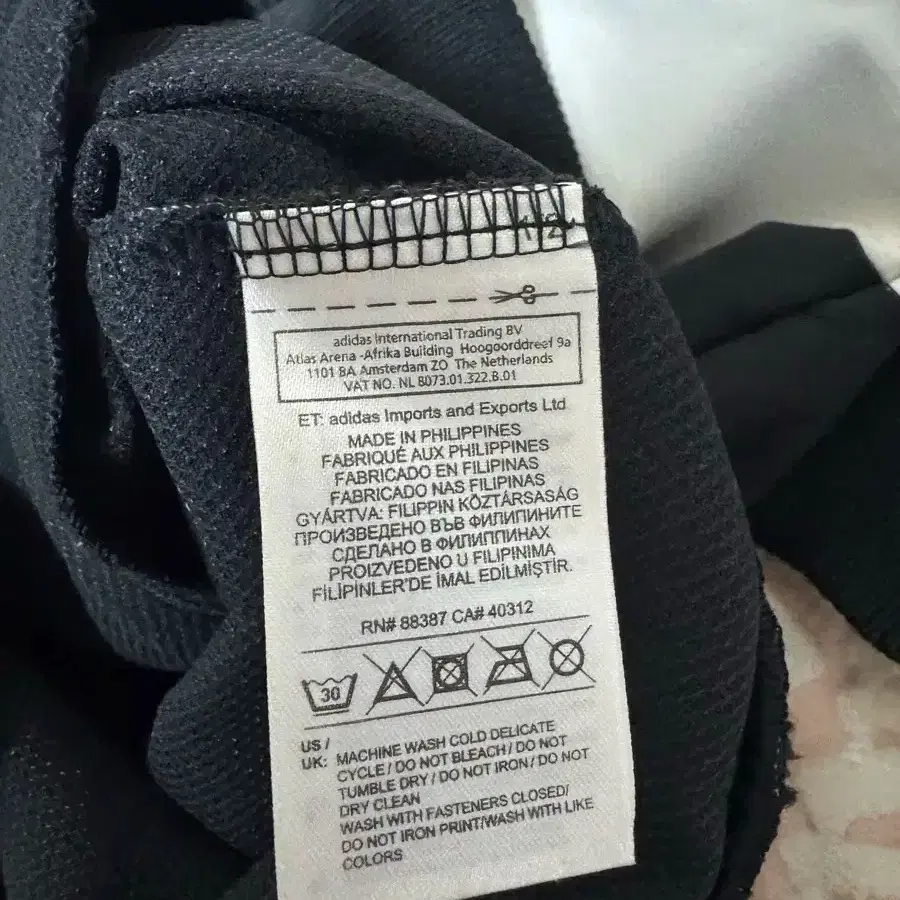 adidas International Trading BV
Atlas Arena -Afrika Building Hoogoorddreef 9a
1101 BA Amsterdam ZO The Netherlands
VAT NO. NL 8073.01.322.B.01
ET: adidas Imports and Exports Ltd
MADE IN PHILIPPINES
FABRIQUÉ AUX PHILIPPINES
FABRICADO EN FILIPINAS
FABRICADO NAS FILIPINAS
GYÁRTVA: FILIPPIN KÖZTÁRSASÁG
ПРОИЗВЕДЕНО ВЪВ ФИЛИПИНИТЕ
СДЕЛАНО В ФИЛИППИНАХ
PROIZVEDENO U FILIPINIMA
FİLİPİNLER'DE İMAL EDİLMİŞTİR.
RN# 88387 CA# 40312
30
US /
UK: MACHINE WASH COLD DELICATE
CYCLE / DO NOT BLEACH / DO NOT
TUMBLE DRY / DO NOT IRON / DO NOT
DRY CLEAN
WASH WITH FASTENERS CLOSED/
DO NOT IRON PRINT/WASH WITH LIKE
COLORS